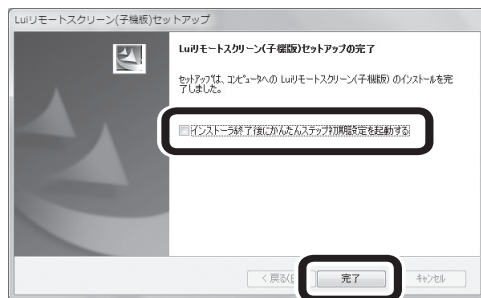 Luiリモートスクリーン(子機版)セットアップ
Luiリモートスクリーン(子機版)セットアップの完了
セットアップは、コンピュータへの Luiリモートスクリーン(子機版) のインストールを完
了しました。
インストーラ終了後にかんたんステップ初期設定を起動する
< 戻る(B
完了
キャンセル